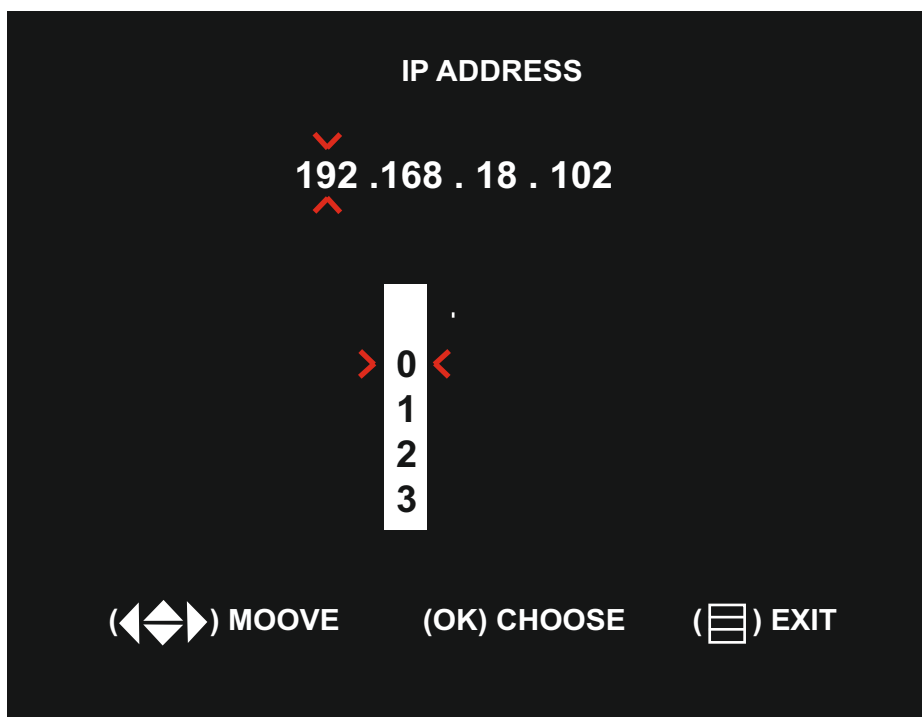 IP ADDRESS
192 .168 . 18 . 102
0
1
2
3
() MOOVE (OK) CHOOSE () EXIT